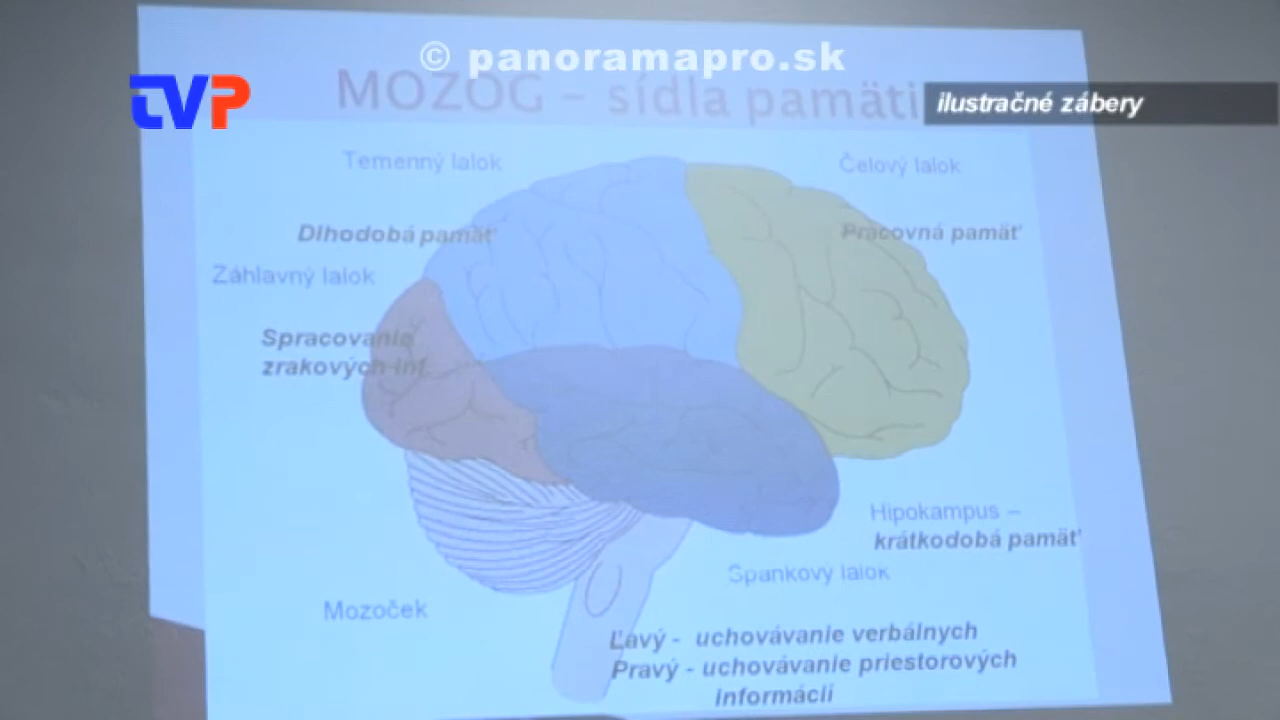 © panoramapro.sk
TVP
MOZOG – sídla pamäti
ilustračné zábery
Temenný lalok
Čelový lalok
Dlhodobá pamäť
Pracovná pamäť
Záhlavný lalok
Spracovanie
zrakových inf.
Hipokampus –
krátkodobá pamäť
Spankový lalok
Mozoček
Ľavý - uchovávanie verbálnych
Pravý - uchovávanie priestorových
informácií